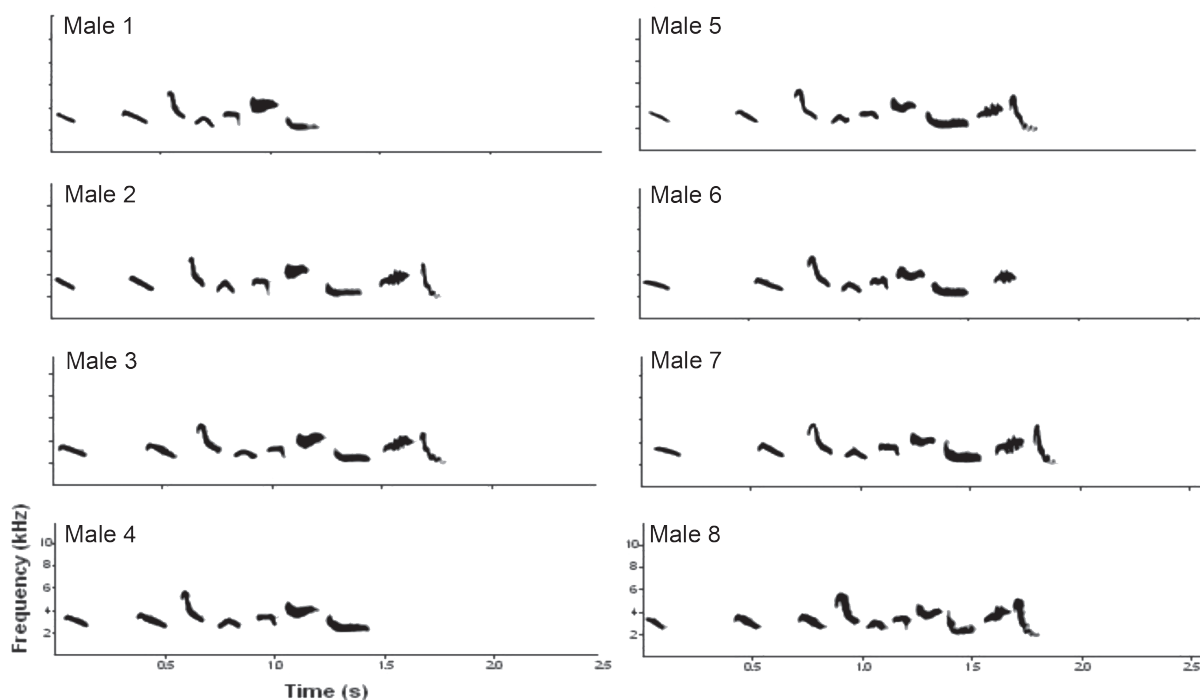 Male 1
Male 5
Male 2
Male 6
Male 3
Male 7
Male 4
Male 8
Frequency (kHz)
10
8
6
4
2
10
8
6
4
2
0.5 1.0 1.5 2.0 2.5
0.5 1.0 1.5 2.0 2.5
Time (s)